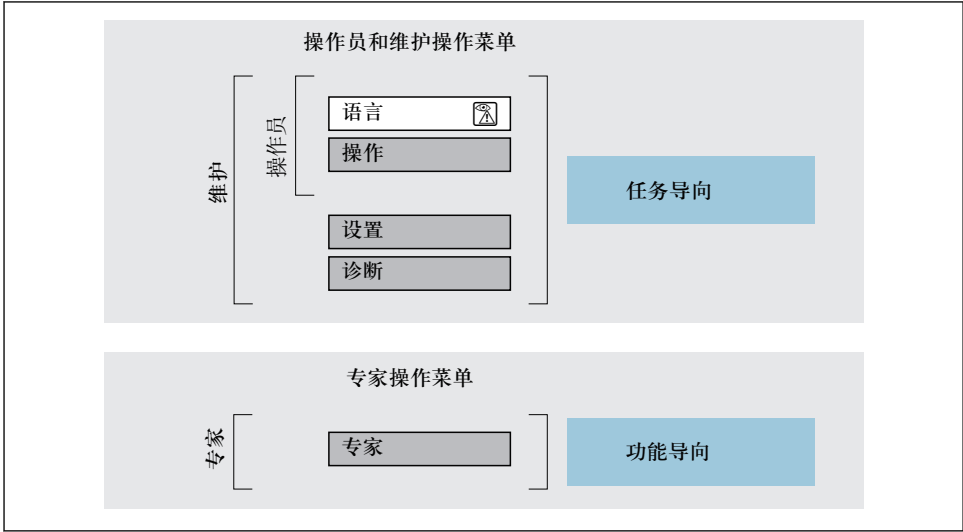 操作员和维护操作菜单
维护
操作员
语言
操作
设置
诊断
任务导向
专家操作菜单
专家
专家
功能导向